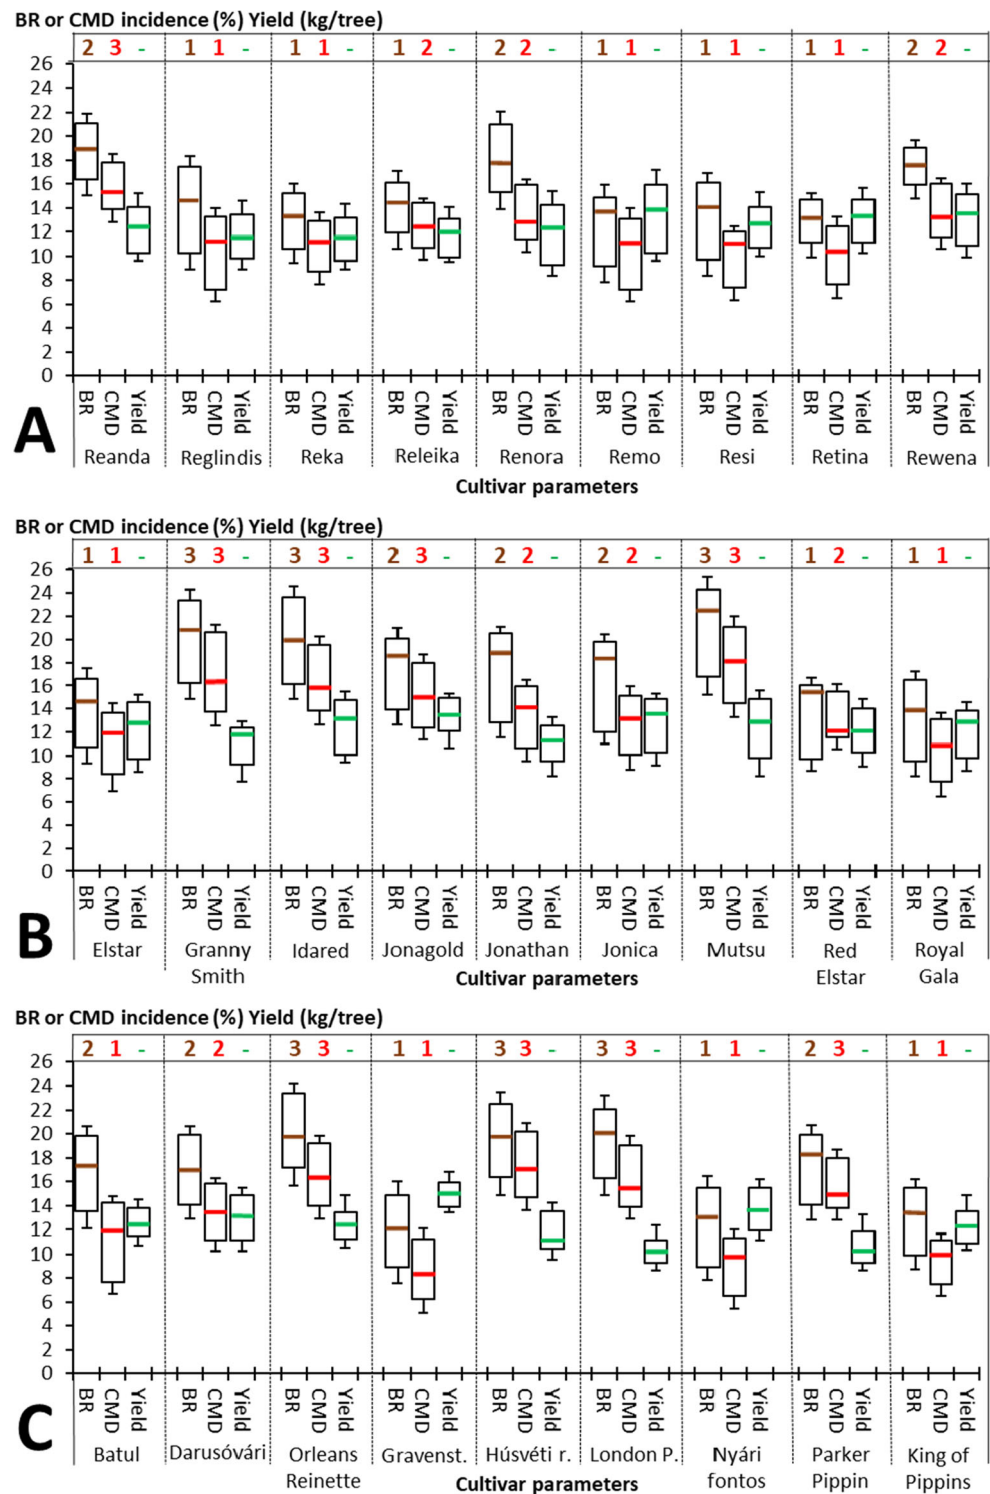 BR or CMD incidence (%) Yield (kg/tree)
2 3 - 1 1 - 1 1 - 1 2 - 2 2 - 1 1 - 1 1 - 1 1 - 2 2 -
26
24
22
20
18
16
14
12
10
8
6
4
2
0
BR CMD Yield BR CMD Yield BR CMD Yield BR CMD Yield BR CMD Yield BR CMD Yield BR CMD Yield BR CMD Yield BR CMD Yield
A
Reanda Reglindis Reka Releika Renora Remo Resi Retina Rewena
Cultivar parameters
BR or CMD incidence (%) Yield (kg/tree)
1 1 - 3 3 - 3 3 - 2 3 - 2 2 - 2 2 - 3 3 - 1 2 - 1 1 -
26
24
22
20
18
16
14
12
10
8
6
4
2
0
BR CMD Yield BR CMD Yield BR CMD Yield BR CMD Yield BR CMD Yield BR CMD Yield BR CMD Yield BR CMD Yield BR CMD Yield
B
Elstar Granny Idared Jonagold Jonathan Jonica Mutsu Red Royal
Smith Elstar Gala
Cultivar parameters
BR or CMD incidence (%) Yield (kg/tree)
2 1 - 2 2 - 3 3 - 1 1 - 3 3 - 3 3 - 1 1 - 2 3 - 1 1 -
26
24
22
20
18
16
14
12
10
8
6
4
2
0
BR CMD Yield BR CMD Yield BR CMD Yield BR CMD Yield BR CMD Yield BR CMD Yield BR CMD Yield BR CMD Yield BR CMD Yield
C
Batul Darusóvári Orleans Gravenst. Húsvéti r. London P. Nyári Parker King of
Reinette fontos Pippin Pippins
Cultivar parameters